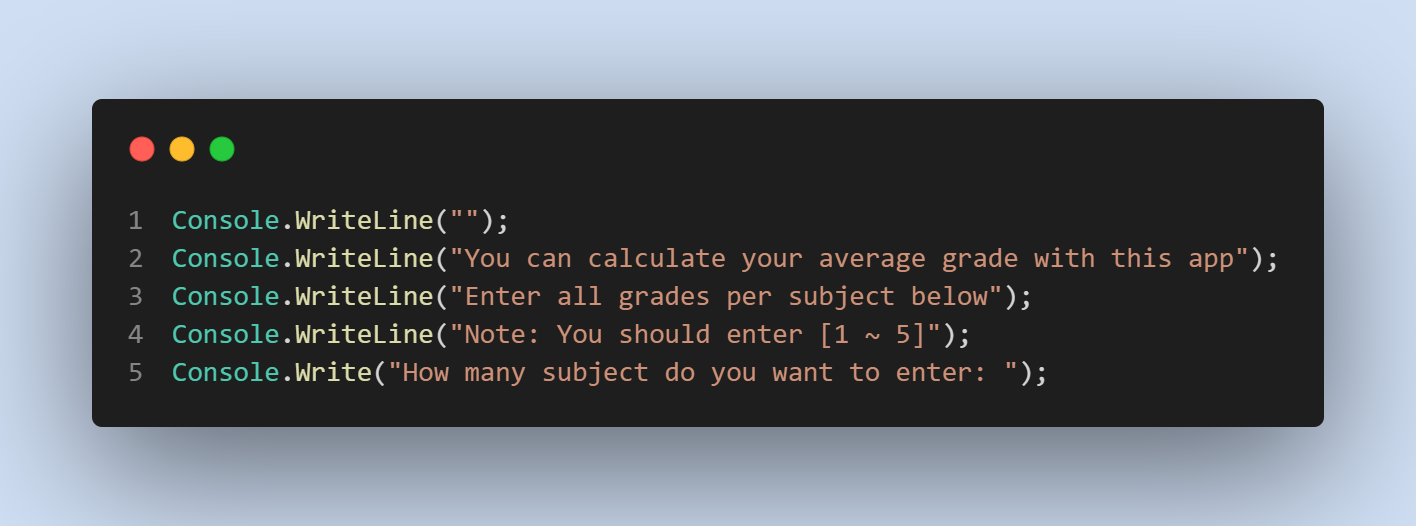 1 Console.WriteLine("");
2 Console.WriteLine("You can calculate your average grade with this app");
3 Console.WriteLine("Enter all grades per subject below");
4 Console.WriteLine("Note: You should enter [1 ~ 5]");
5 Console.Write("How many subject do you want to enter: ");